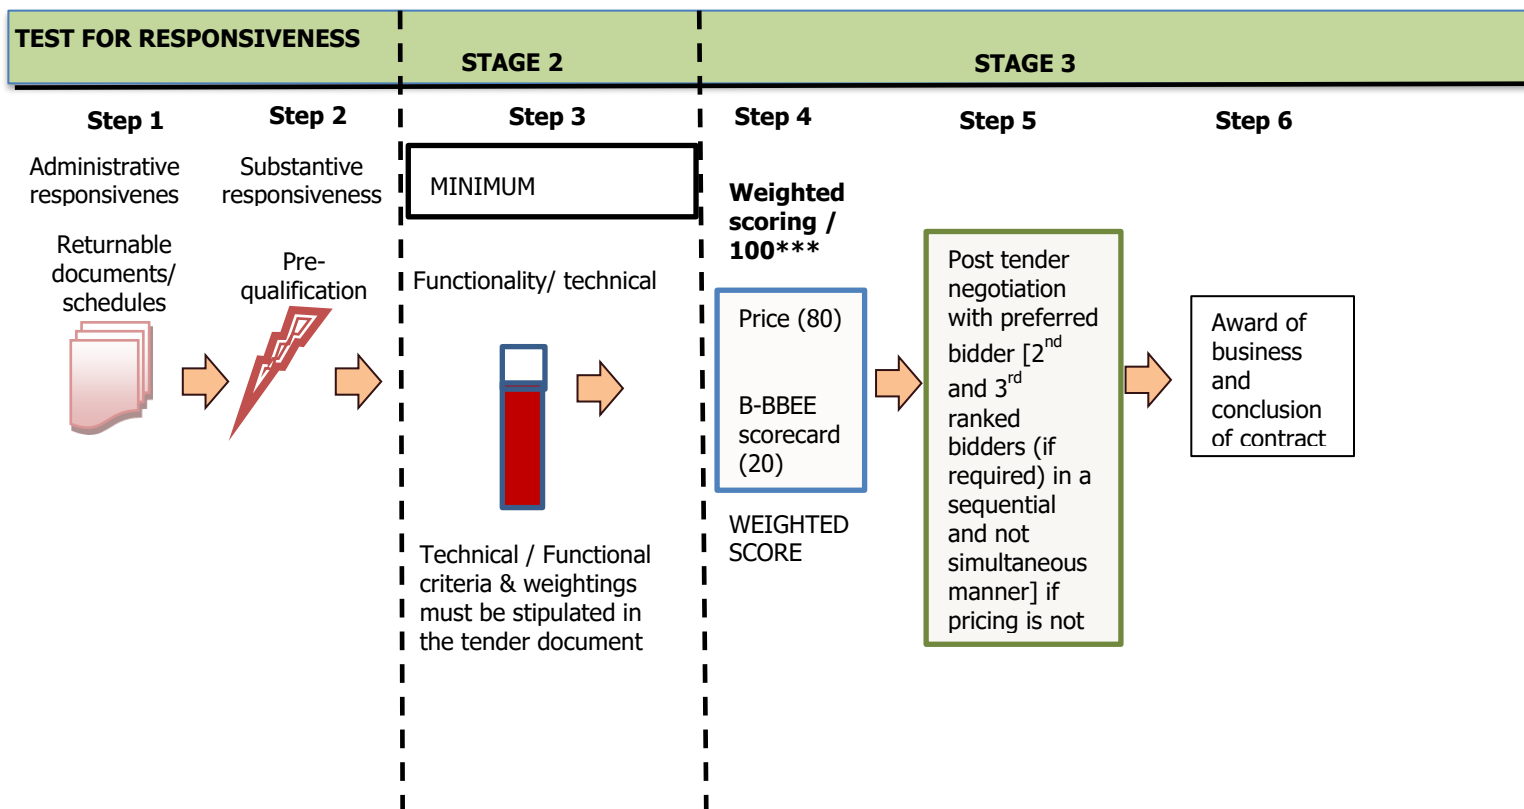 TEST FOR RESPONSIVENESS
STAGE 2
STAGE 3
Step 1
Step 2
Step 3
Step 4
Step 5
Step 6
Administrative
responsivenes
Returnable
documents/
schedules
Substantive
responsiveness
Pre-
qualification
MINIMUM
Functionality/ technical
Technical / Functional
criteria & weightings
must be stipulated in
the tender document
Weighted
scoring /
100***
Price (80)
B-BBEE
scorecard
(20)
WEIGHTED
SCORE
Post tender
negotiation
with preferred
bidder [2nd
and 3rd
ranked
bidders (if
required) in a
sequential
and not
simultaneous
manner] if
pricing is not
Award of
business
and
conclusion
of contract